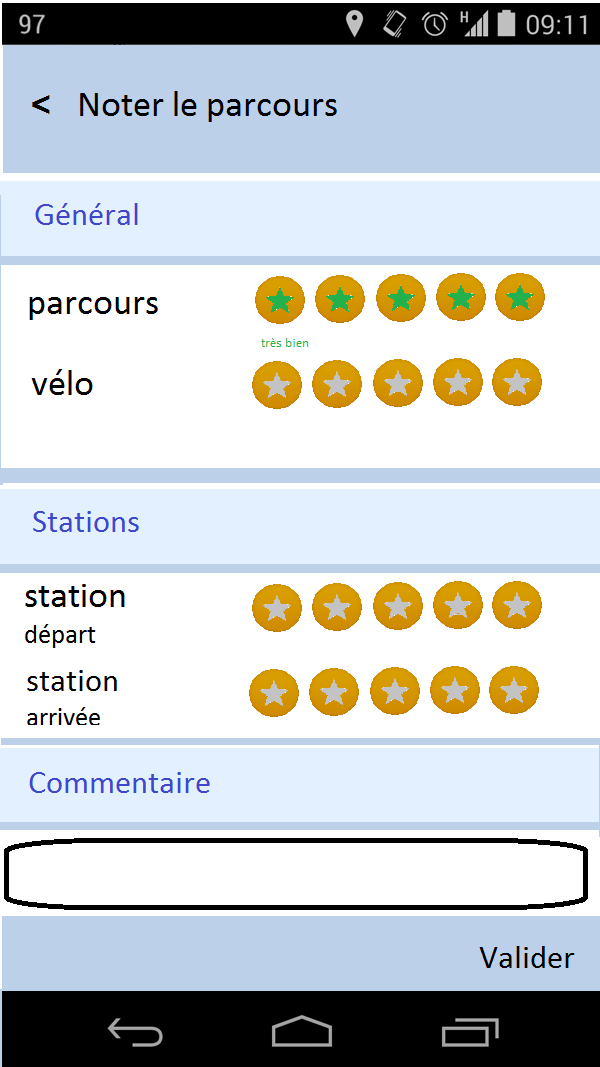 97 H 09:11
< Noter le parcours
Général
parcours
très bien
vélo
Stations
station
départ
station
arrivée
Commentaire
Valider